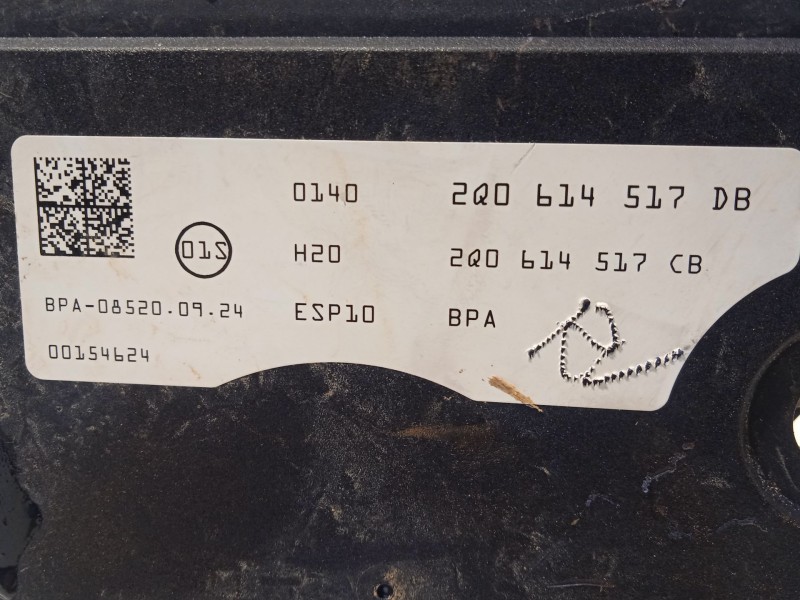 0140 2Q0 614 517 DB
01S H20 2Q0 614 517 CB
BPA-08520.09.24 ESP10 BPA
00154624